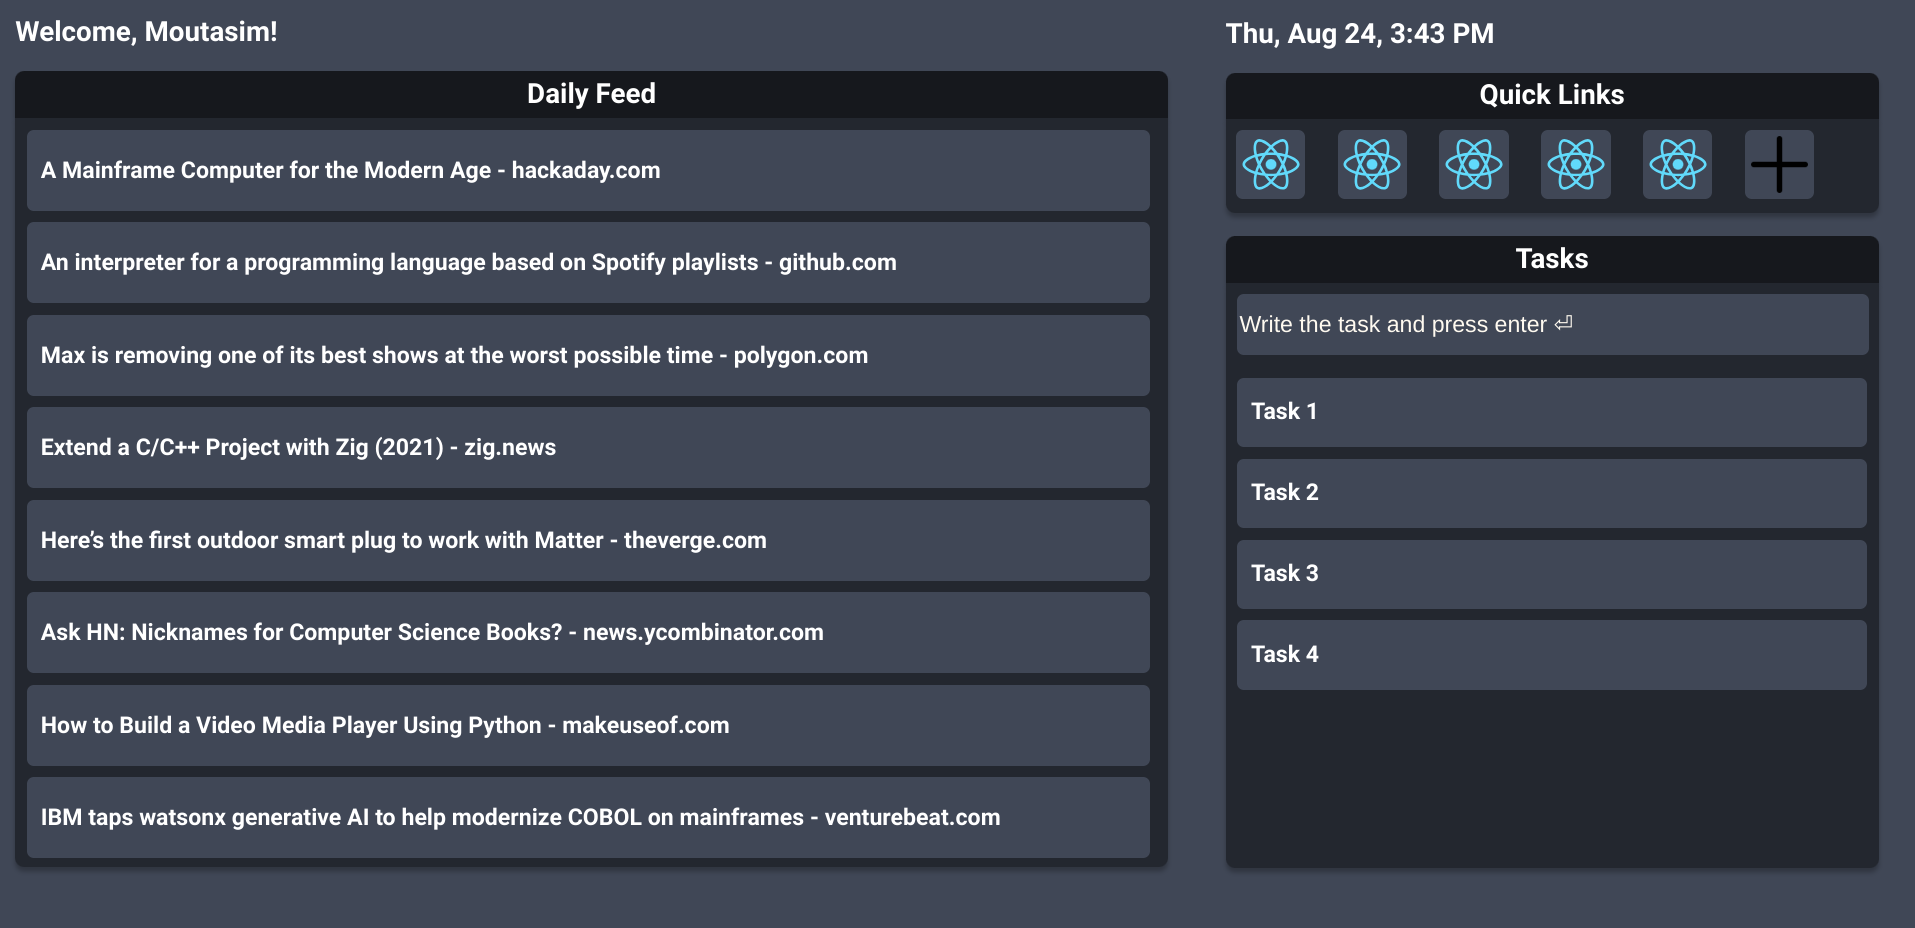 Welcome, Moutasim!
Thu, Aug 24, 3:43 PM
Daily Feed
A Mainframe Computer for the Modern Age - hackaday.com
An interpreter for a programming language based on Spotify playlists - github.com
Max is removing one of its best shows at the worst possible time - polygon.com
Extend a C/C++ Project with Zig (2021) - zig.news
Here’s the first outdoor smart plug to work with Matter - theverge.com
Ask HN: Nicknames for Computer Science Books? - news.ycombinator.com
How to Build a Video Media Player Using Python - makeuseof.com
IBM taps watsonx generative AI to help modernize COBOL on mainframes - venturebeat.com
Quick Links
Tasks
Write the task and press enter ⏎
Task 1
Task 2
Task 3
Task 4